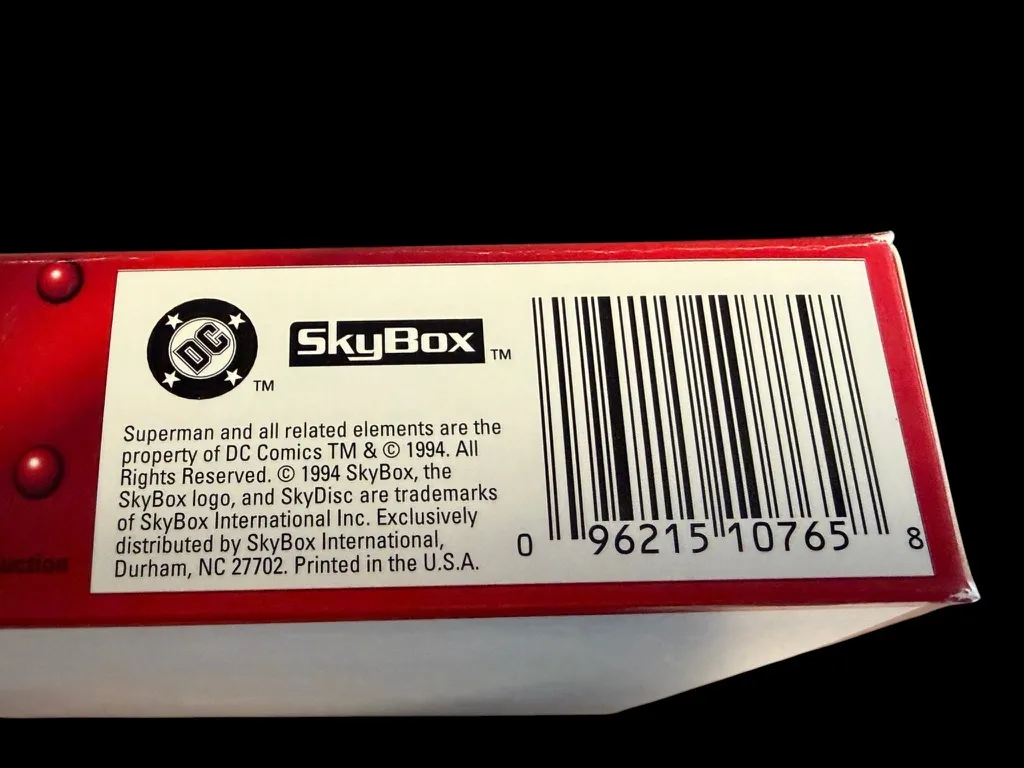 DC
TM
SkyBox TM
Superman and all related elements are the
property of DC Comics TM & © 1994. All
Rights Reserved. © 1994 SkyBox, the
SkyBox logo, and SkyDisc are trademarks
of SkyBox International Inc. Exclusively
distributed by SkyBox International,
Durham, NC 27702. Printed in the U.S.A.
0 96215 10765 8